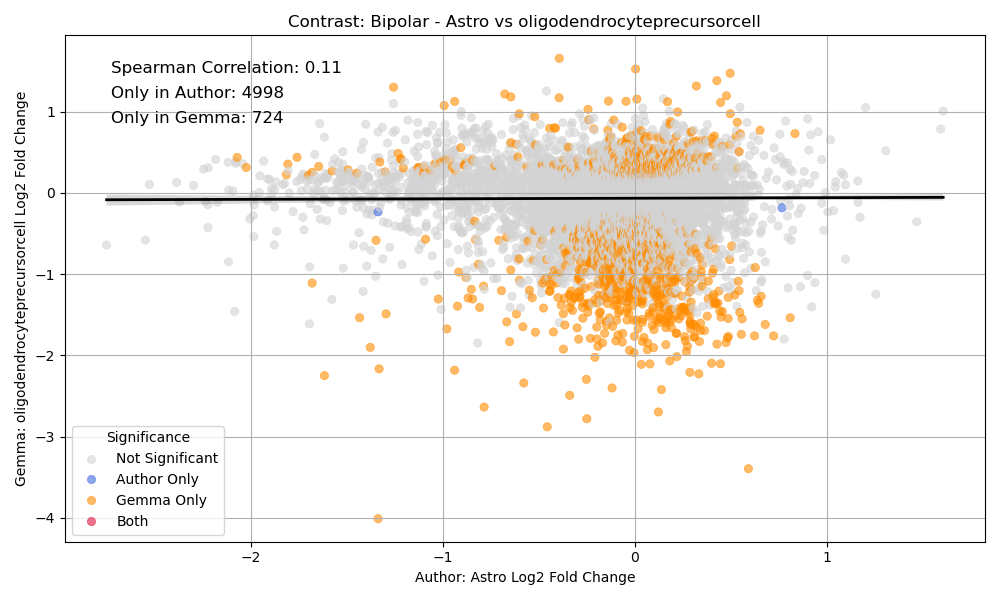 Contrast: Bipolar - Astro vs oligodendrocyteprecursorcell
Spearman Correlation: 0.11
Only in Author: 4998
Only in Gemma: 724
Gemma: oligodendrocyteprecursorcell Log2 Fold Change
1
0
−1
−2
−3
−4
Significance
Not Significant
Author Only
Gemma Only
Both
−2
−1
0
1
Author: Astro Log2 Fold Change